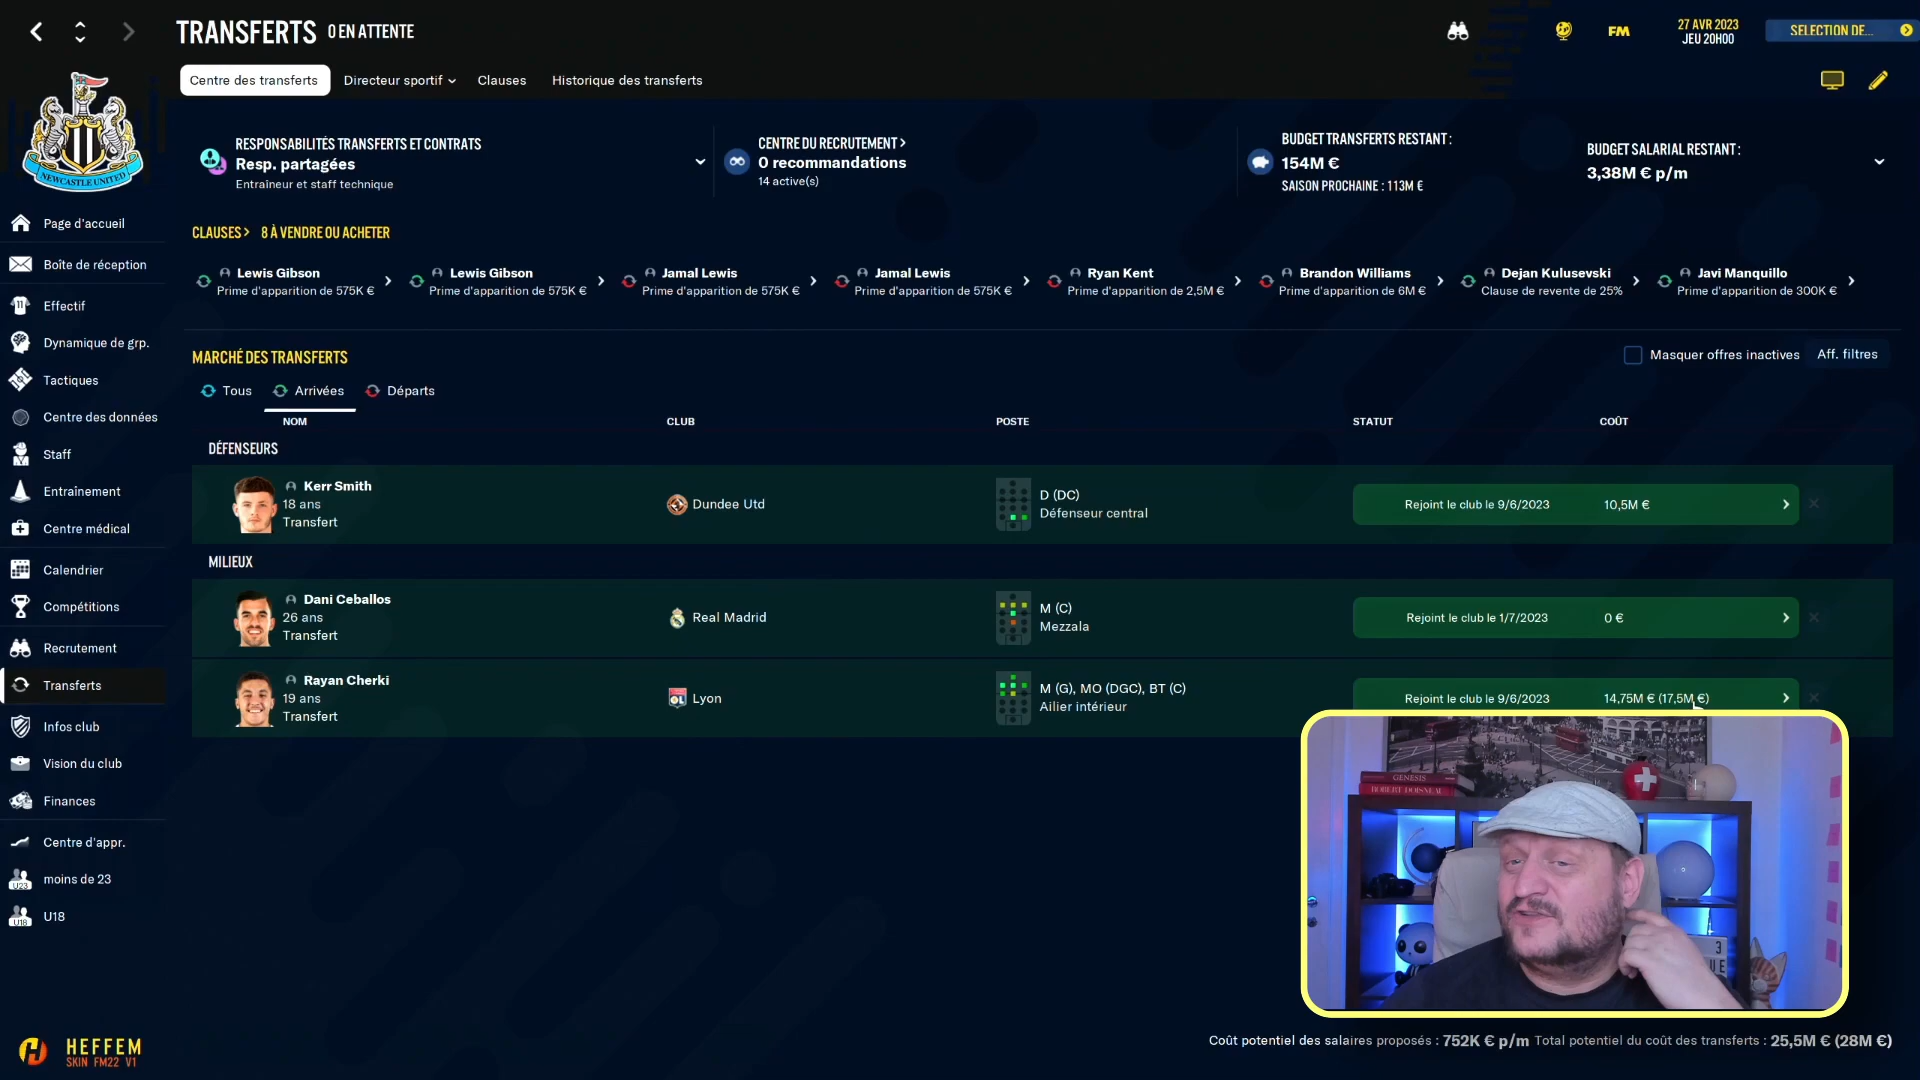 TRANSFERTS 0 EN ATTENTE
FM
27 AVR 2023
JEU 20H00
SELECTION DE...
Centre des transferts
Directeur sportif
Clauses
Historique des transferts
NEWCASTLE UNITED
RESPONSABILITÉS TRANSFERTS ET CONTRATS
Resp. partagées
Entraîneur et staff technique
CENTRE DU RECRUTEMENT >
0 recommandations
14 active(s)
BUDGET TRANSFERTS RESTANT :
154M €
SAISON PROCHAINE : 113M €
BUDGET SALARIAL RESTANT :
3,38M € p/m
CLAUSES > 8 À VENDRE OU ACHETER
Lewis Gibson
Prime d'apparition de 575K €
Lewis Gibson
Prime d'apparition de 575K €
Jamal Lewis
Prime d'apparition de 575K €
Jamal Lewis
Prime d'apparition de 575K €
Ryan Kent
Prime d'apparition de 2,5M €
Brandon Williams
Prime d'apparition de 6M €
Dejan Kulusevski
Clause de revente de 25%
Javi Manquillo
Prime d'apparition de 300K €
MARCHÉ DES TRANSFERTS
Masquer offres inactives
Aff. filtres
Tous
Arrivées
Départs
NOM CLUB POSTE STATUT COÛT
DÉFENSEURS
Kerr Smith
18 ans
Transfert
Dundee Utd
D (DC)
Défenseur central
Rejoint le club le 9/6/2023
10,5M €
MILIEUX
Dani Ceballos
26 ans
Transfert
Real Madrid
M (C)
Mezzala
Rejoint le club le 1/7/2023
0 €
Rayan Cherki
19 ans
Transfert
Lyon
M (G), MO (DGC), BT (C)
Ailier intérieur
Rejoint le club le 9/6/2023
14,75M € (17,5M €)
Page d'accueil
Boîte de réception
Effectif
Dynamique de grp.
Tactiques
Centre des données
Staff
Entraînement
Centre médical
Calendrier
Compétitions
Recrutement
Transferts
Infos club
Vision du club
Finances
Centre d'appr.
U23
moins de 23
U18
U18
HEFFEM
SKIN FM22 V1
GENESIS
ROBERT DOISNEAU
3
UE
Coût potentiel des salaires proposés : 752K € p/m Total potentiel du coût des transferts : 25,5M € (28M €)